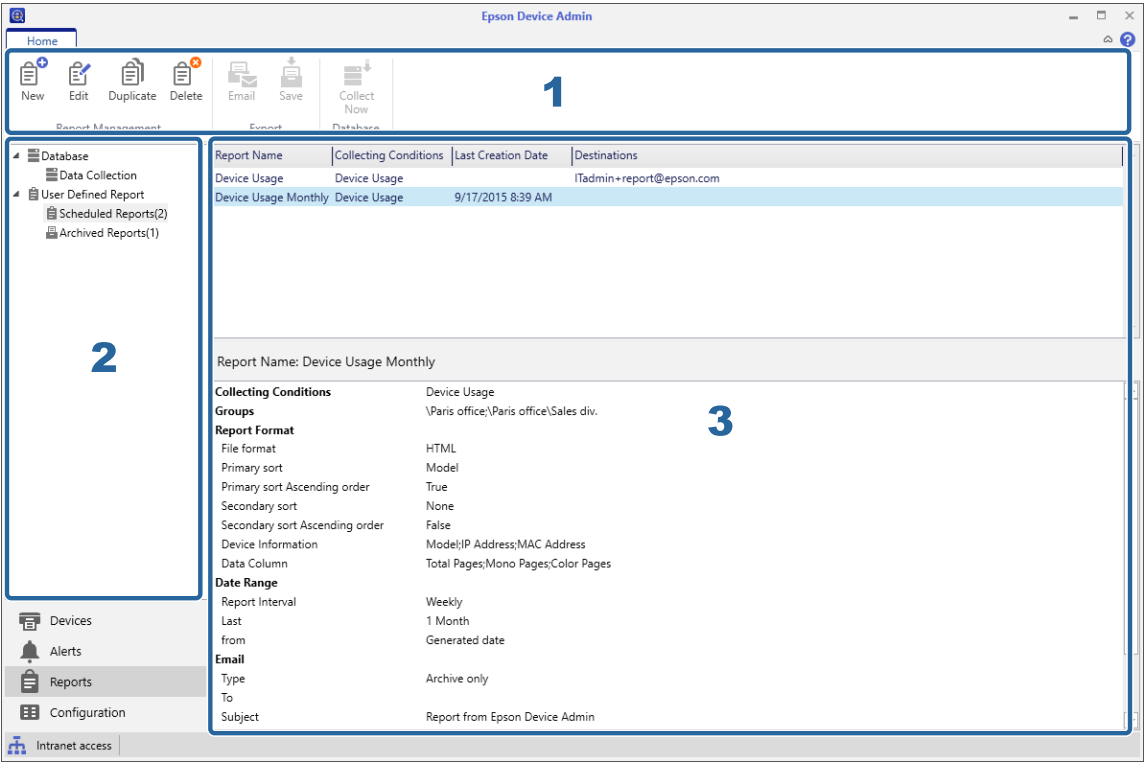 Epson Device Admin
Home
New Edit Duplicate Delete Email Save Collect Now
Report Management Export Database
1
Database
Data Collection
User Defined Report
Scheduled Reports(2)
Archived Reports(1)
2
Devices
Alerts
Reports
Configuration
Report Name Collecting Conditions Last Creation Date Destinations
Device Usage Device Usage ITadmin+report@epson.com
Device Usage Monthly Device Usage 9/17/2015 8:39 AM
Report Name: Device Usage Monthly
3
Collecting Conditions Device Usage
Groups \Paris office;\Paris office\Sales div.
Report Format
File format HTML
Primary sort Model
Primary sort Ascending order True
Secondary sort None
Secondary sort Ascending order False
Device Information Model;IP Address;MAC Address
Data Column Total Pages;Mono Pages;Color Pages
Date Range
Report Interval Weekly
Last 1 Month
from Generated date
Email
Type Archive only
To
Subject Report from Epson Device Admin
Intranet access